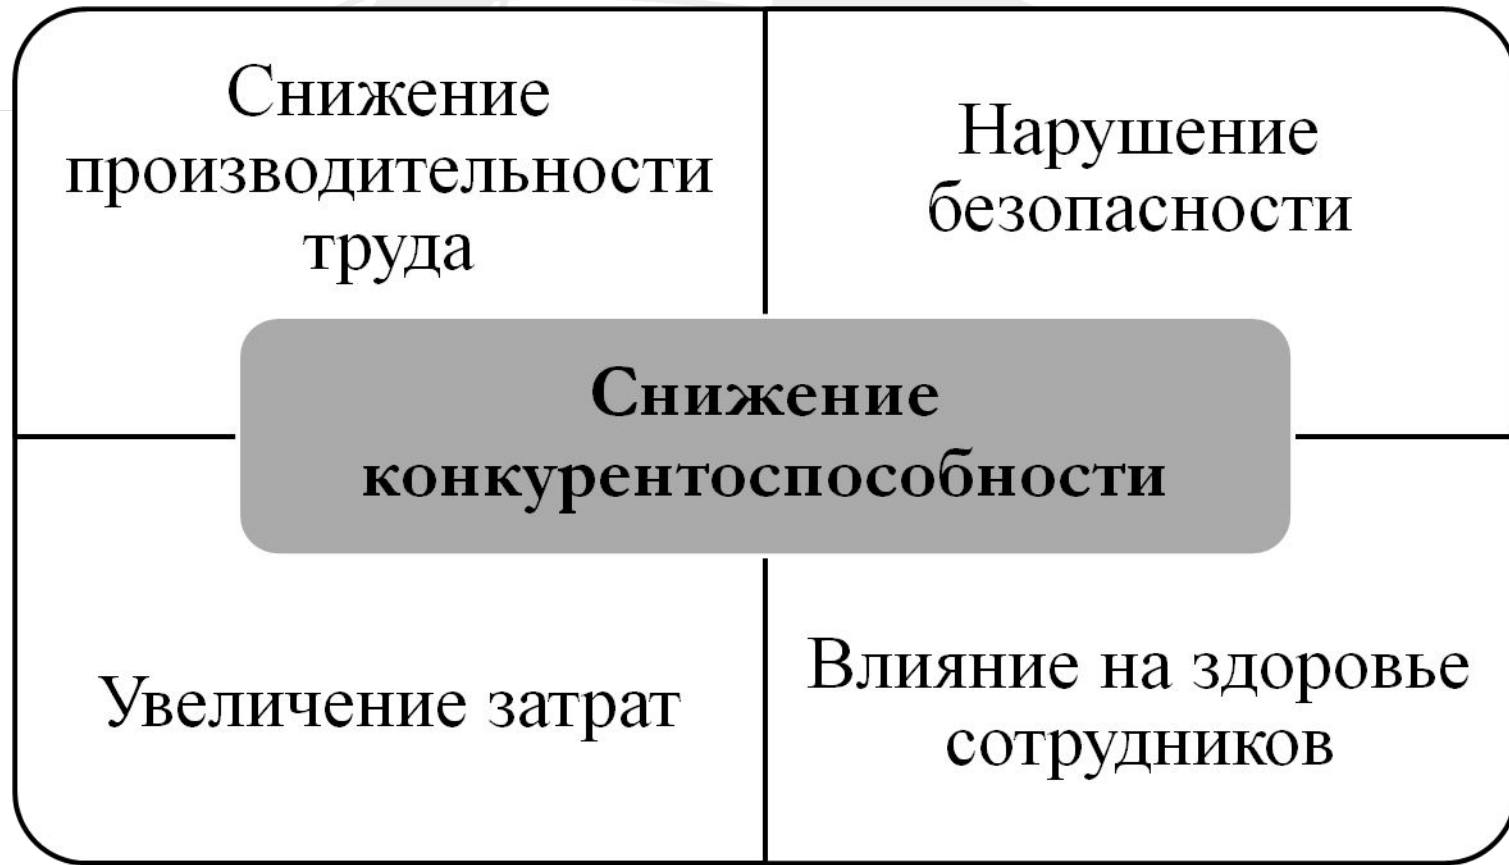 Снижение
производительности
труда
Нарушение
безопасности
Снижение
конкурентоспособности
Увеличение затрат
Влияние на здоровье
сотрудников